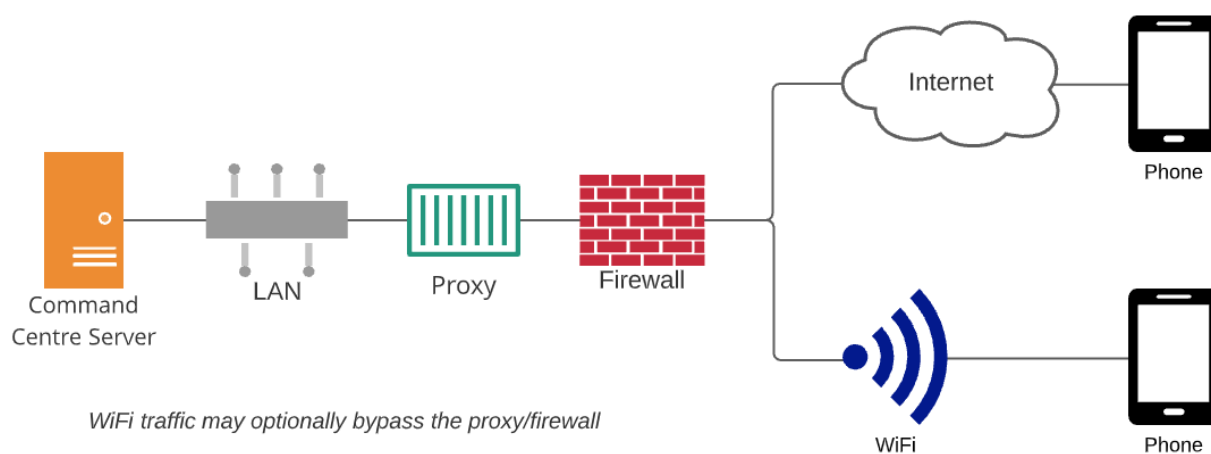 Internet
Phone
Command
Centre Server
LAN
Proxy
Firewall
WiFi traffic may optionally bypass the proxy/firewall
WiFi
Phone